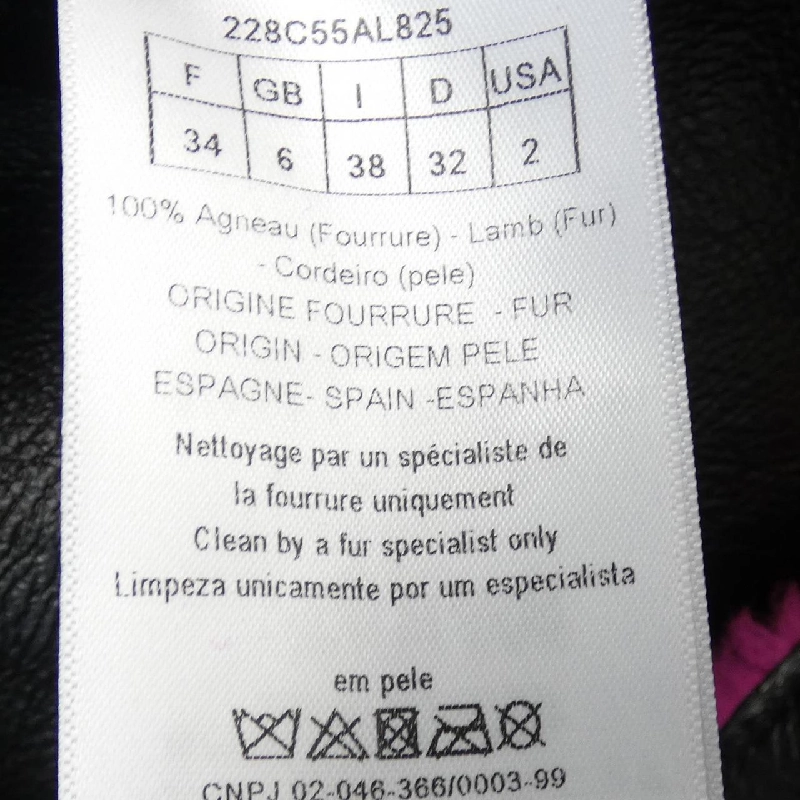 228C55AL825
F GB I D USA
34 6 38 32 2
100% Agneau (Fourrure) - Lamb (Fur)
- Cordeiro (pele)
ORIGINE FOURRURE - FUR
ORIGIN - ORIGEM PELE
ESPAGNE- SPAIN -ESPANHA
Nettoyage par un spécialiste de
la fourrure uniquement
Clean by a fur specialist only
Limpeza unicamente por um especialista
em pele
CNPJ 02-046-366/0003-99